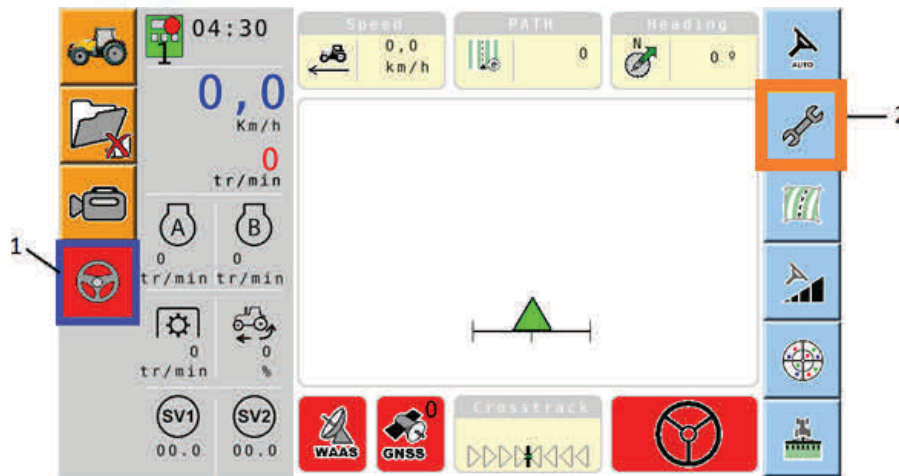 04:30
1
0,0
Km/h
0
tr/min
A
B
0
0
tr/min tr/min
0
0
tr/min
%
SV1
SV2
00.0
00.0
Speed
0,0
km/h
PATH
0
Heading
N
0 º
WAAS
0
GNSS
Crosstrack
AUTO
1
2